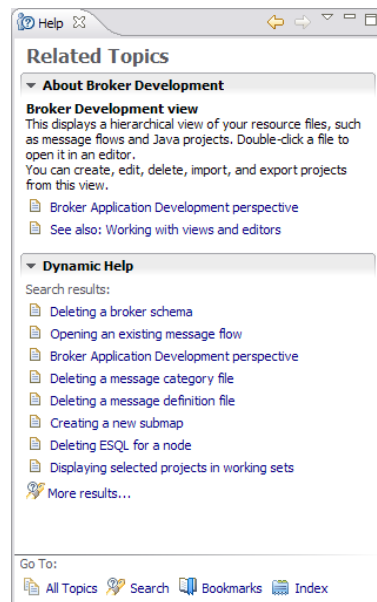 Help
Related Topics
About Broker Development
Broker Development view
This displays a hierarchical view of your resource files, such
as message flows and Java projects. Double-click a file to
open it in an editor.
You can create, edit, delete, import, and export projects
from this view.
Broker Application Development perspective
See also: Working with views and editors
Dynamic Help
Search results:
Deleting a broker schema
Opening an existing message flow
Broker Application Development perspective
Deleting a message category file
Deleting a message definition file
Creating a new submap
Deleting ESQL for a node
Displaying selected projects in working sets
More results...
Go To:
All Topics Search Bookmarks Index